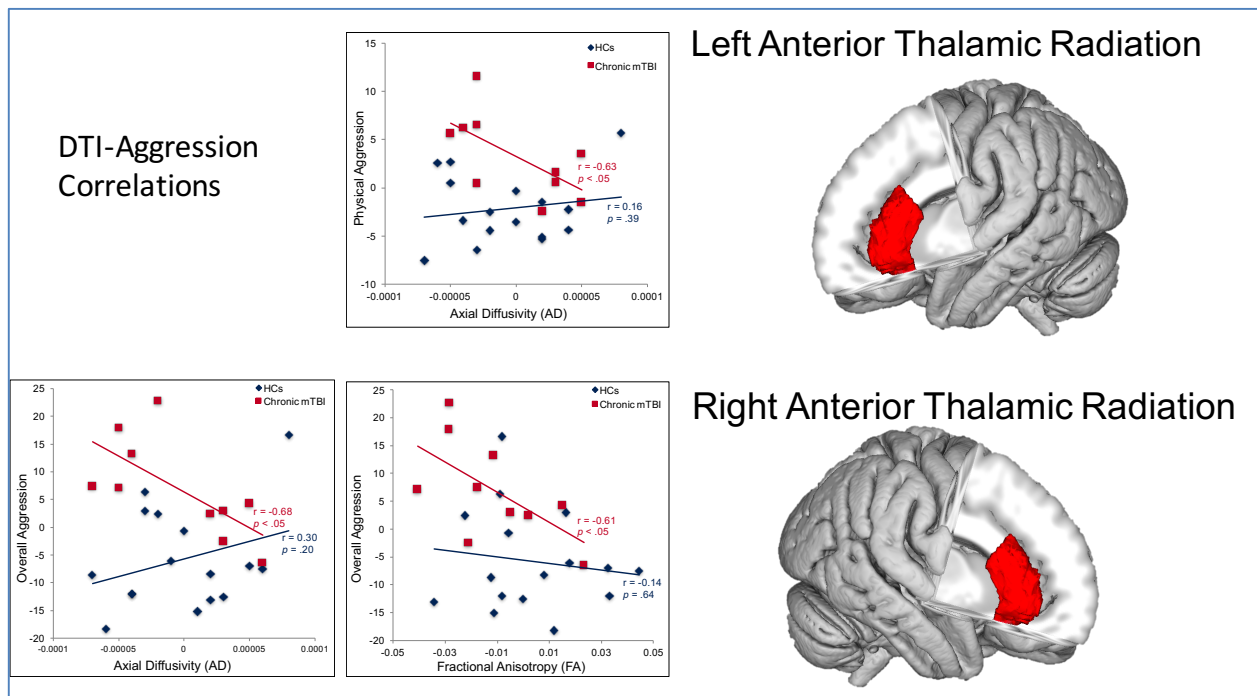 DTI-Aggression
Correlations
HCs
Chronic mTBI
15
10
5
0
-5
-10
-0.0001
-0.00005
0
0.00005
0.0001
Physical Aggression
Axial Diffusivity (AD)
r = -0.63
p < .05
r = 0.16
p = .39
Left Anterior Thalamic Radiation
HCs
Chronic mTBI
25
20
15
10
5
0
-5
-10
-15
-20
-0.0001
-0.00005
0
0.00005
0.0001
Overall Aggression
Axial Diffusivity (AD)
r = -0.68
p < .05
r = 0.30
p = .20
HCs
Chronic mTBI
25
20
15
10
5
0
-5
-10
-15
-20
-0.05
-0.03
-0.01
0.01
0.03
0.05
Overall Aggression
Fractional Anisotropy (FA)
r = -0.61
p < .05
r = -0.14
p = .64
Right Anterior Thalamic Radiation